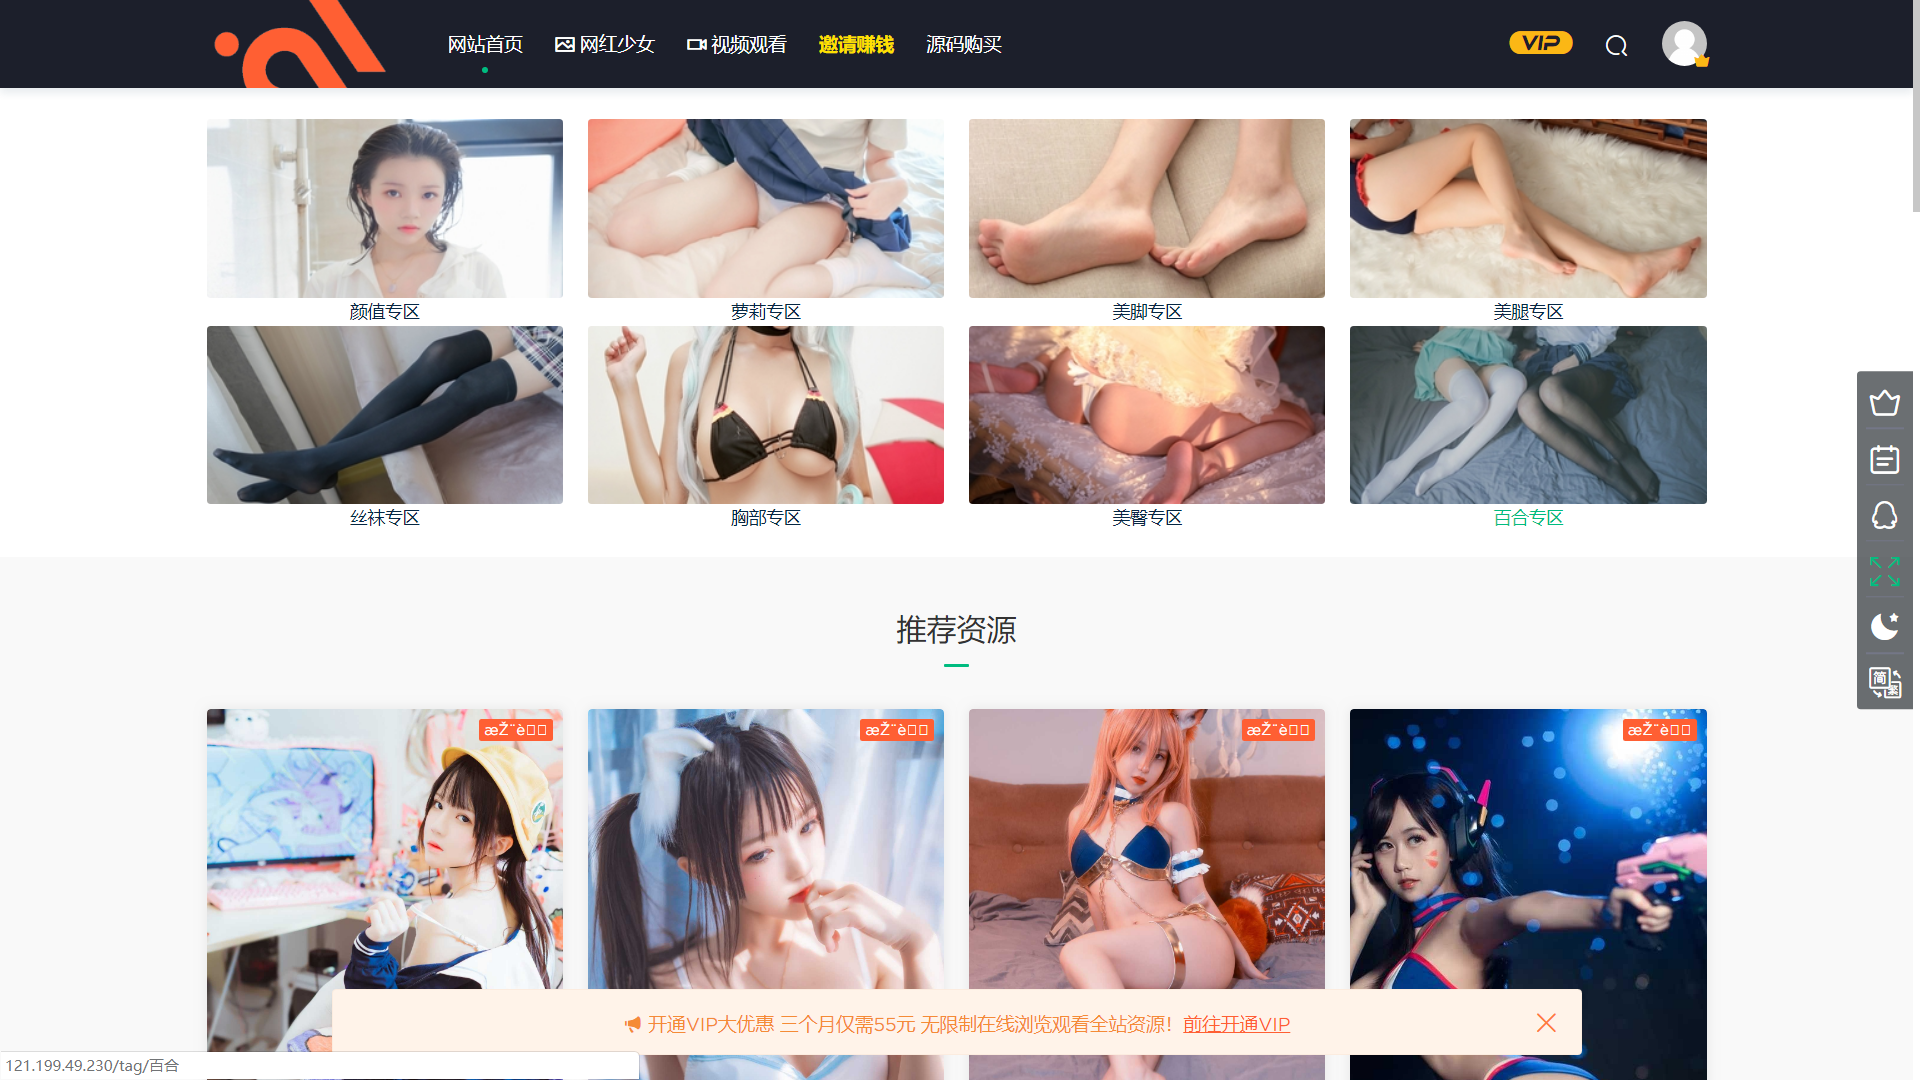 网站首页 网红少女 视频观看 邀请赚钱 源码购买 VIP
颜值专区 萝莉专区 美脚专区 美腿专区
丝袜专区 胸部专区 美臀专区 百合专区
简 繁
推荐资源
æŽ¨è æŽ¨è æŽ¨è æŽ¨è
开通VIP大优惠 三个月仅需55元 无限制在线浏览观看全站资源！前往开通VIP
121.199.49.230/tag/百合